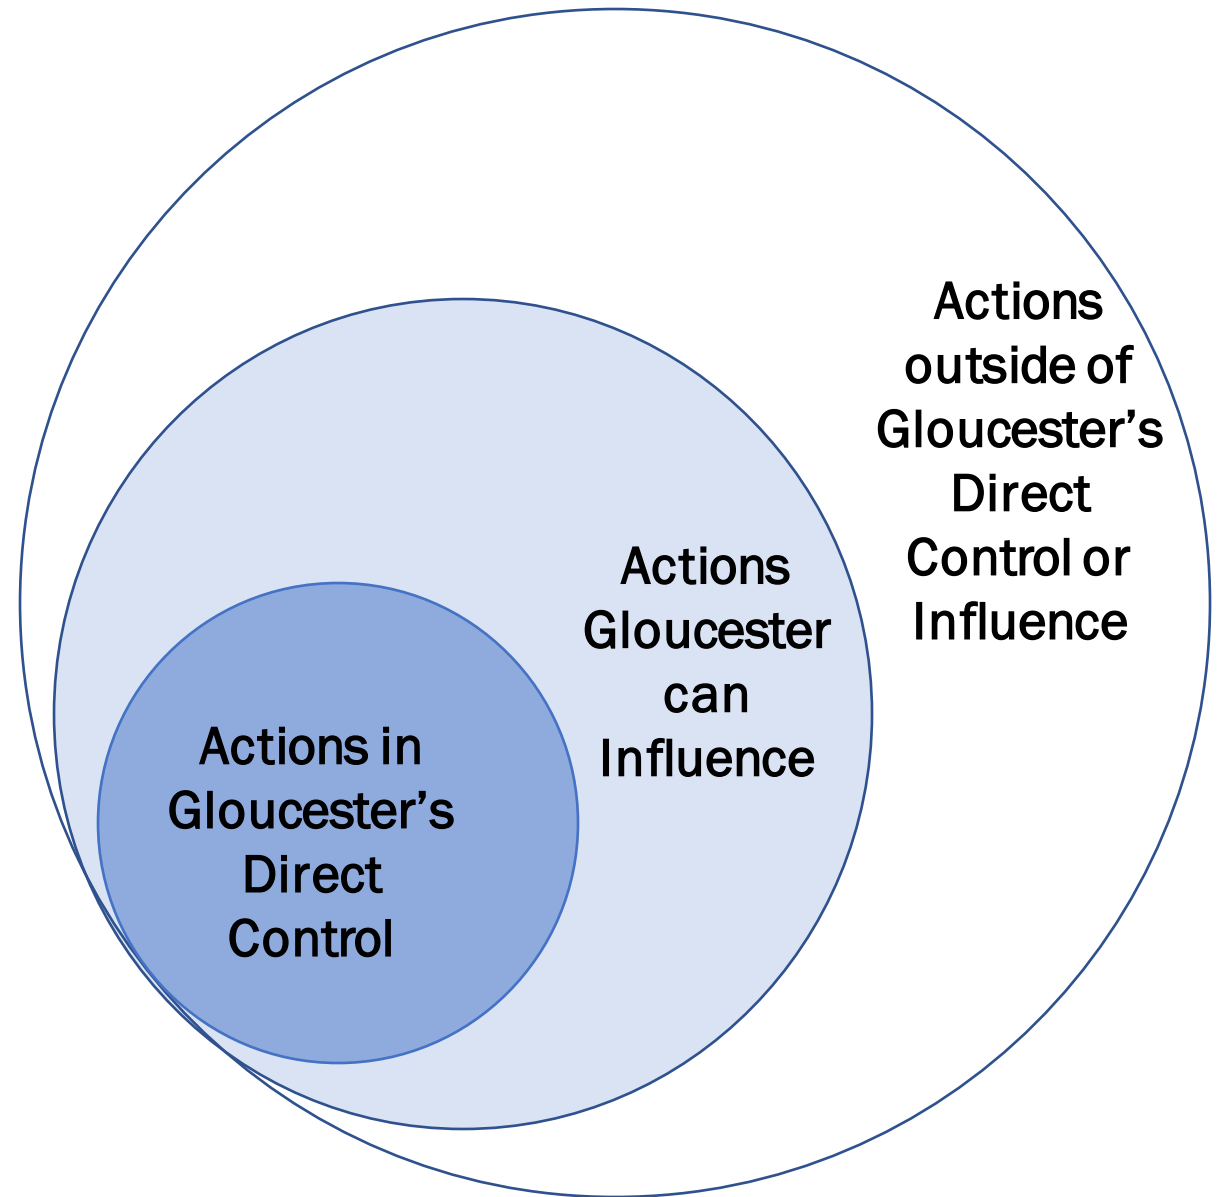 Actions
outside of
Gloucester’s
Direct
Control or
Influence
Actions
Gloucester
can
Influence
Actions in
Gloucester’s
Direct
Control